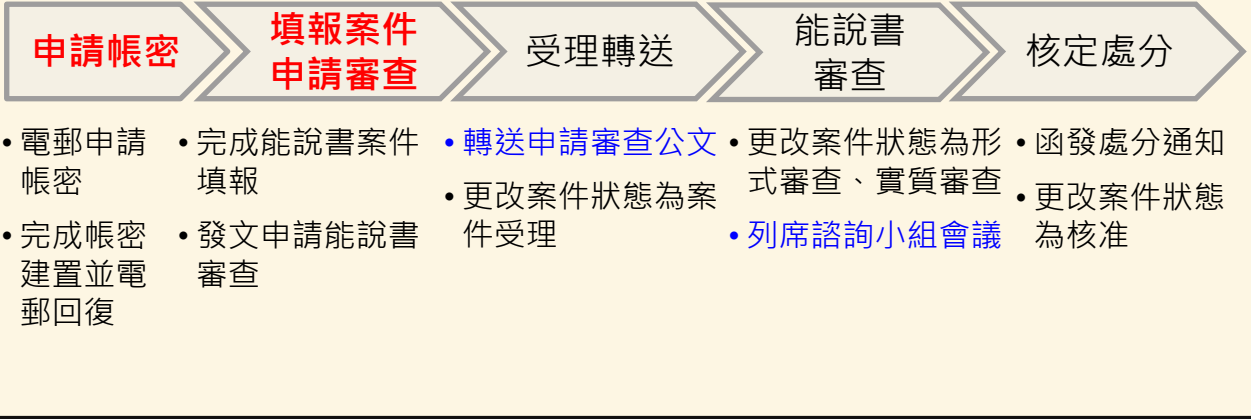 申請帳密
填報案件
申請審查
受理轉送
能說書
審查
核定處分
• 電郵申請
帳密
• 完成帳密
建置並電
郵回復
• 完成能說書案件
填報
• 發文申請能說書
審查
• 轉送申請審查公文
• 更改案件狀態為案
件受理
• 更改案件狀態為形
式審查、實質審查
• 列席諮詢小組會議
• 函發處分通知
• 更改案件狀態
為核准